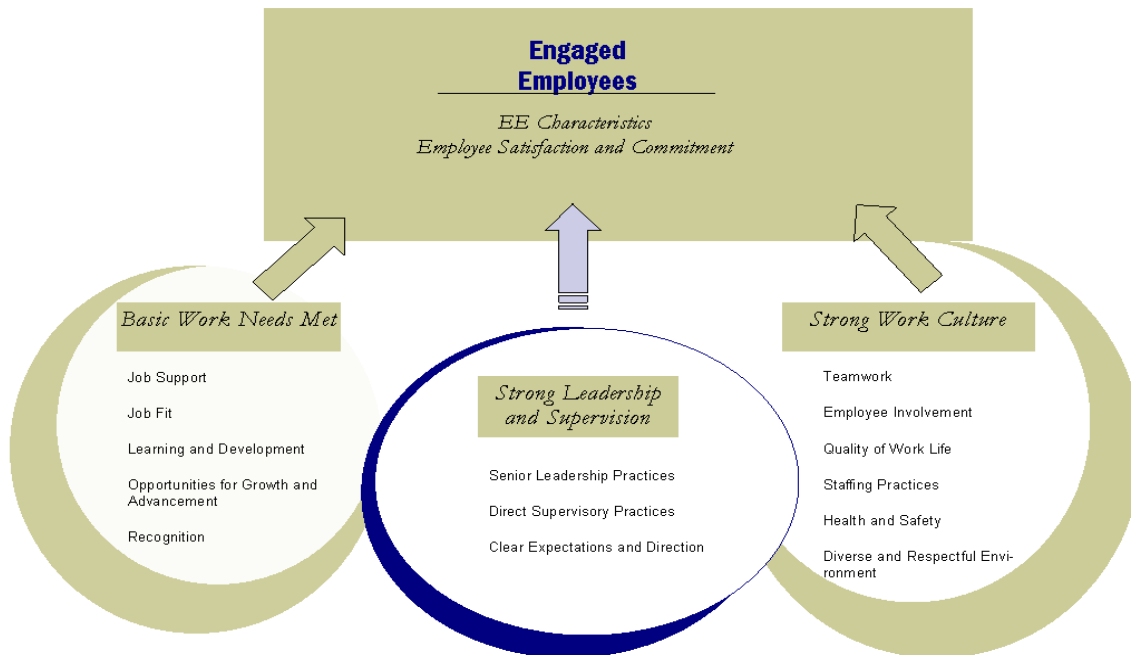 Engaged
Employees
EE Characteristics
Employee Satisfaction and Commitment
Basic Work Needs Met
Job Support
Job Fit
Learning and Development
Opportunities for Growth and
Advancement
Recognition
Strong Leadership
and Supervision
Senior Leadership Practices
Direct Supervisory Practices
Clear Expectations and Direction
Strong Work Culture
Teamwork
Employee Involvement
Quality of Work Life
Staffing Practices
Health and Safety
Diverse and Respectful Envi-
ronment